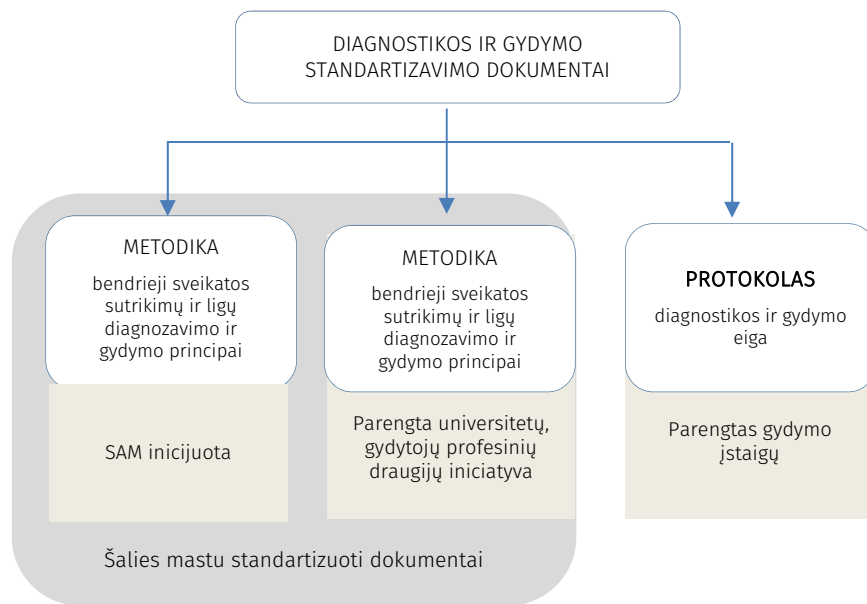 DIAGNOSTIKOS IR GYDYMO
STANDARTIZAVIMO DOKUMENTAI
METODIKA
bendrieji sveikatos
sutrikimų ir ligų
diagnozavimo ir
gydymo principai
SAM inicijuota
METODIKA
bendrieji sveikatos
sutrikimų ir ligų
diagnozavimo ir
gydymo principai
Parengta universitetų,
gydytojų profesinių
draugijų iniciatyva
PROTOKOLAS
diagnostikos ir gydymo
eiga
Parengtas gydymo
įstaigų
Šalies mastu standartizuoti dokumentai